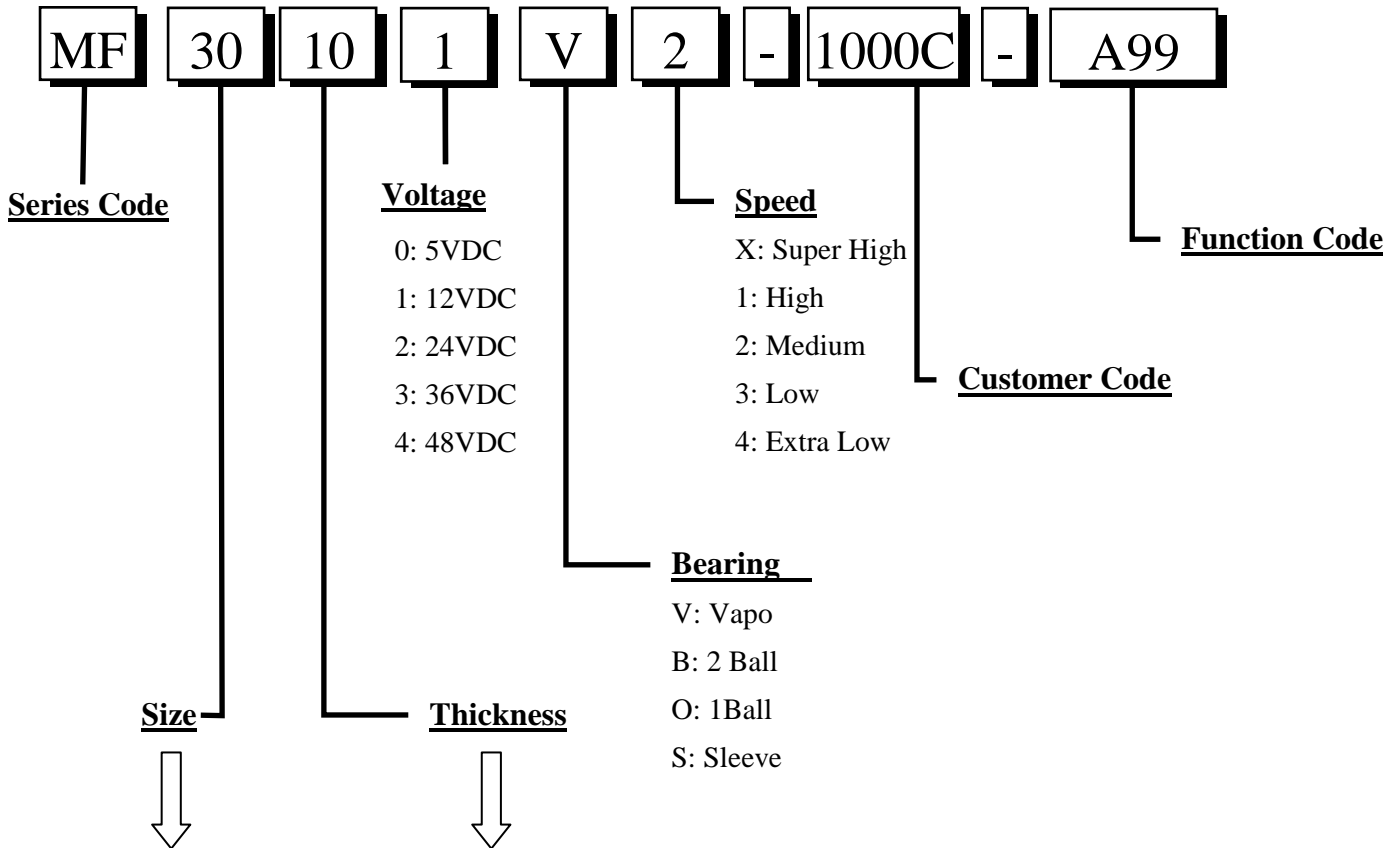 MF 30 10 1 V 2 - 1000C - A99
Series Code
Voltage
0: 5VDC
1: 12VDC
2: 24VDC
3: 36VDC
4: 48VDC
Speed
X: Super High
1: High
2: Medium
3: Low
4: Extra Low
Function Code
Customer Code
Bearing
V: Vapo
B: 2 Ball
O: 1Ball
S: Sleeve
Size
Thickness